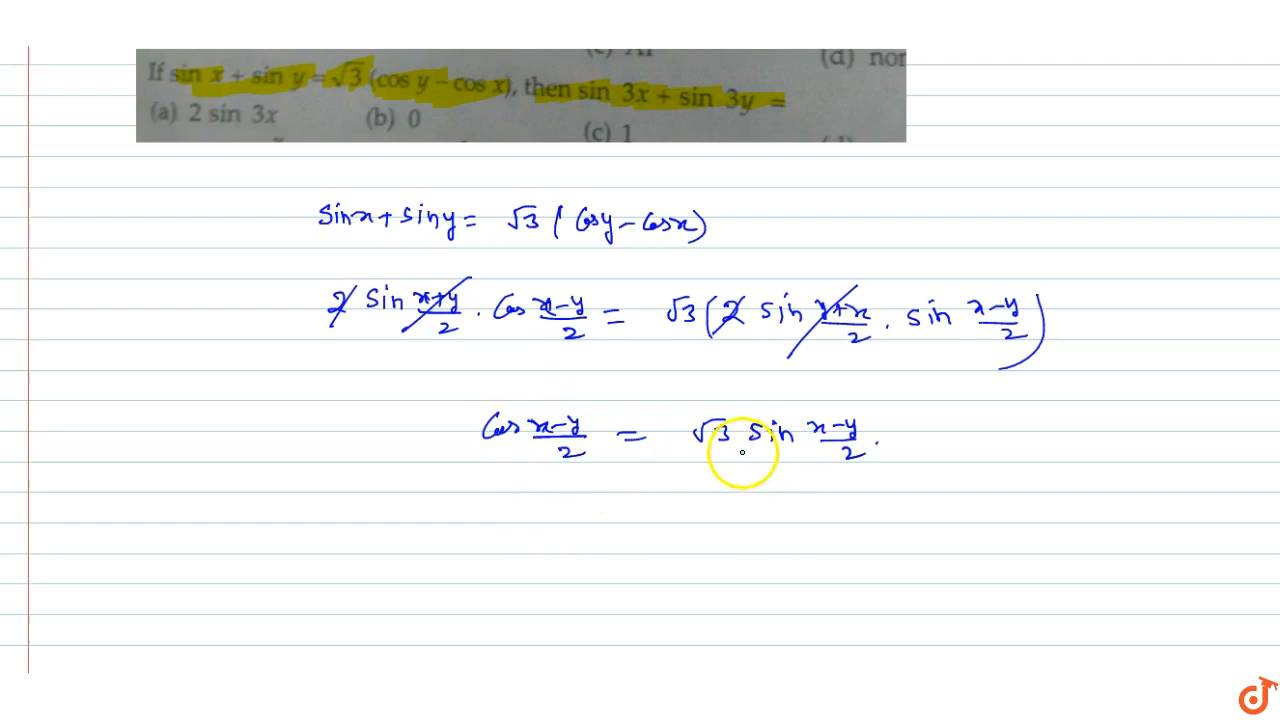 (d) nor
If sin x + sin y = √3 (cos y – cos x), then sin 3x + sin 3y =
(a) 2 sin 3x (b) 0 (c) 1
sinx + siny = √3 ( cosy – cosx)
2 sin x+y/2 . cos x–y/2 = √3 (2 sin y+x/2 . sin x–y/2)
cos x–y/2 = √3 sin x–y/2 .